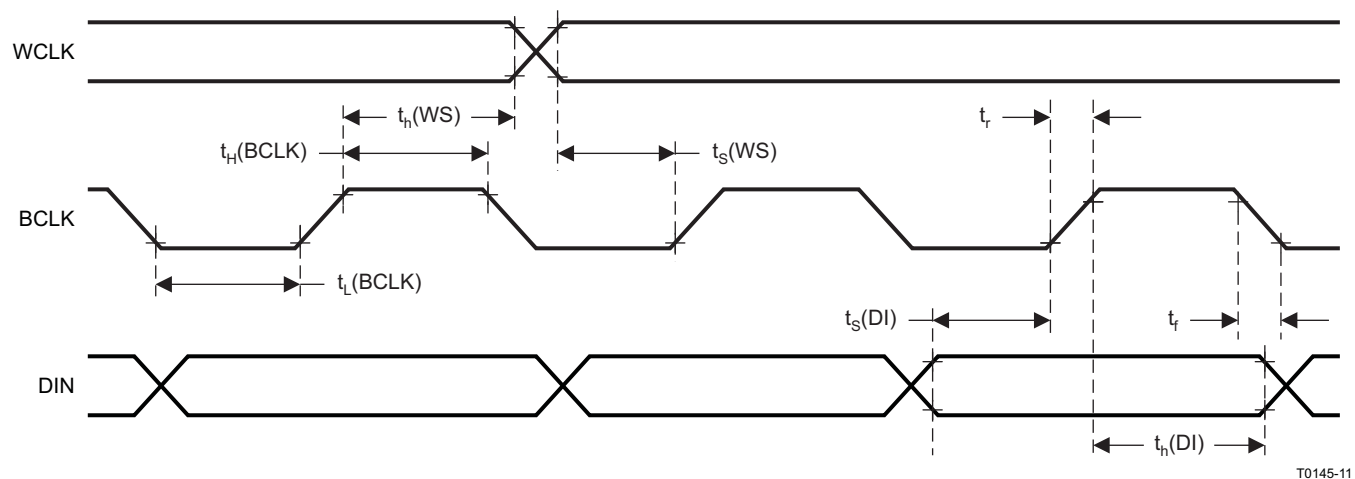 WCLK
t_h(WS)
t_r
t_H(BCLK)
t_S(WS)
BCLK
t_L(BCLK)
t_S(DI)
t_f
DIN
t_h(DI)
T0145-11